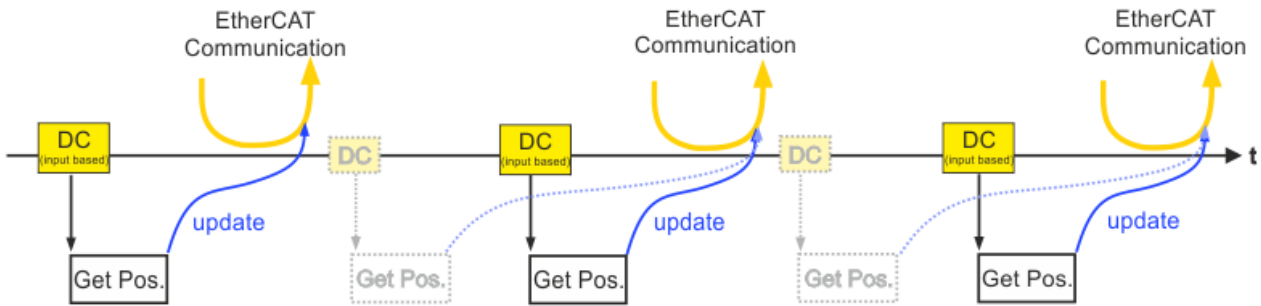 EtherCAT
Communication
EtherCAT
Communication
EtherCAT
Communication
DC
(input based)
DC
DC
(input based)
DC
DC
(input based)
t
update
update
update
Get Pos.
Get Pos.
Get Pos.
Get Pos.
Get Pos.